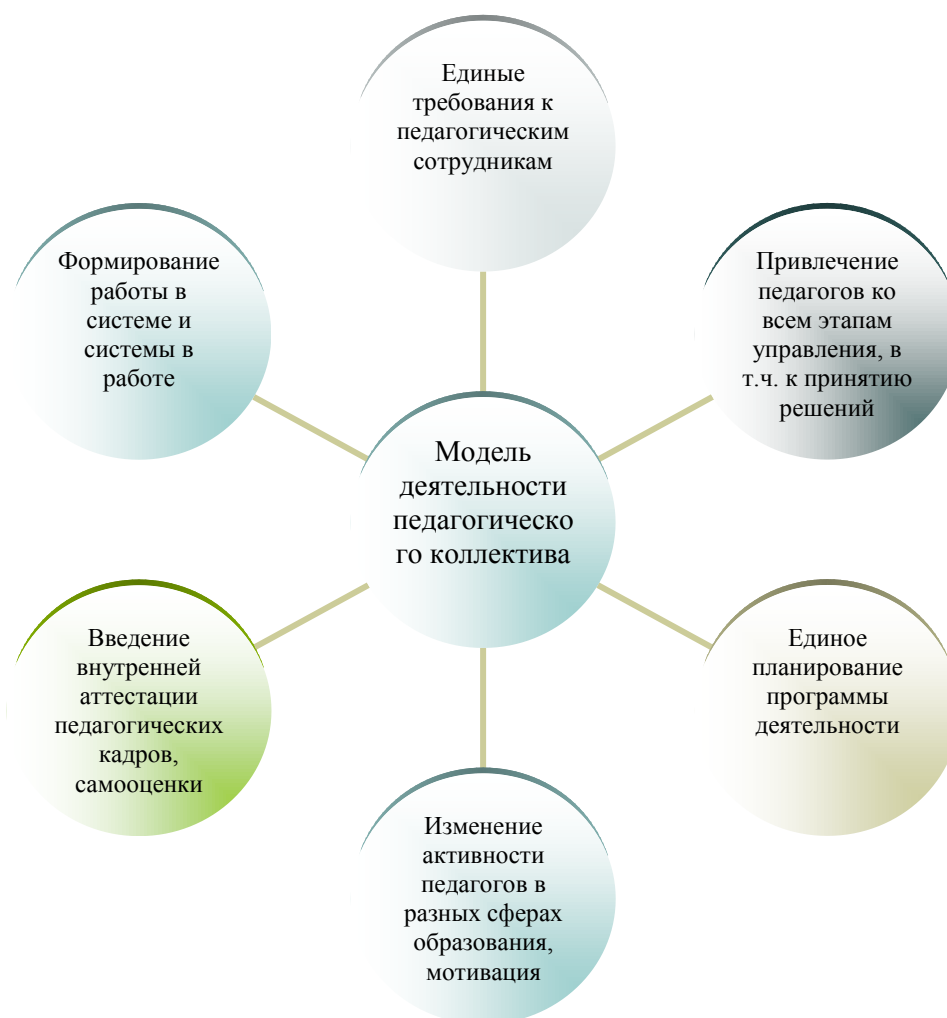 Единые
требования к
педагогическим
сотрудникам
Формирование
работы в
системе и
системы в
работе
Привлечение
педагогов ко
всем этапам
управления, в
т.ч. к принятию
решений
Модель
деятельности
педагогическо
го коллектива
Введение
внутренней
аттестации
педагогических
кадров,
самооценки
Единое
планирование
программы
деятельности
Изменение
активности
педагогов в
разных сферах
образования,
мотивация